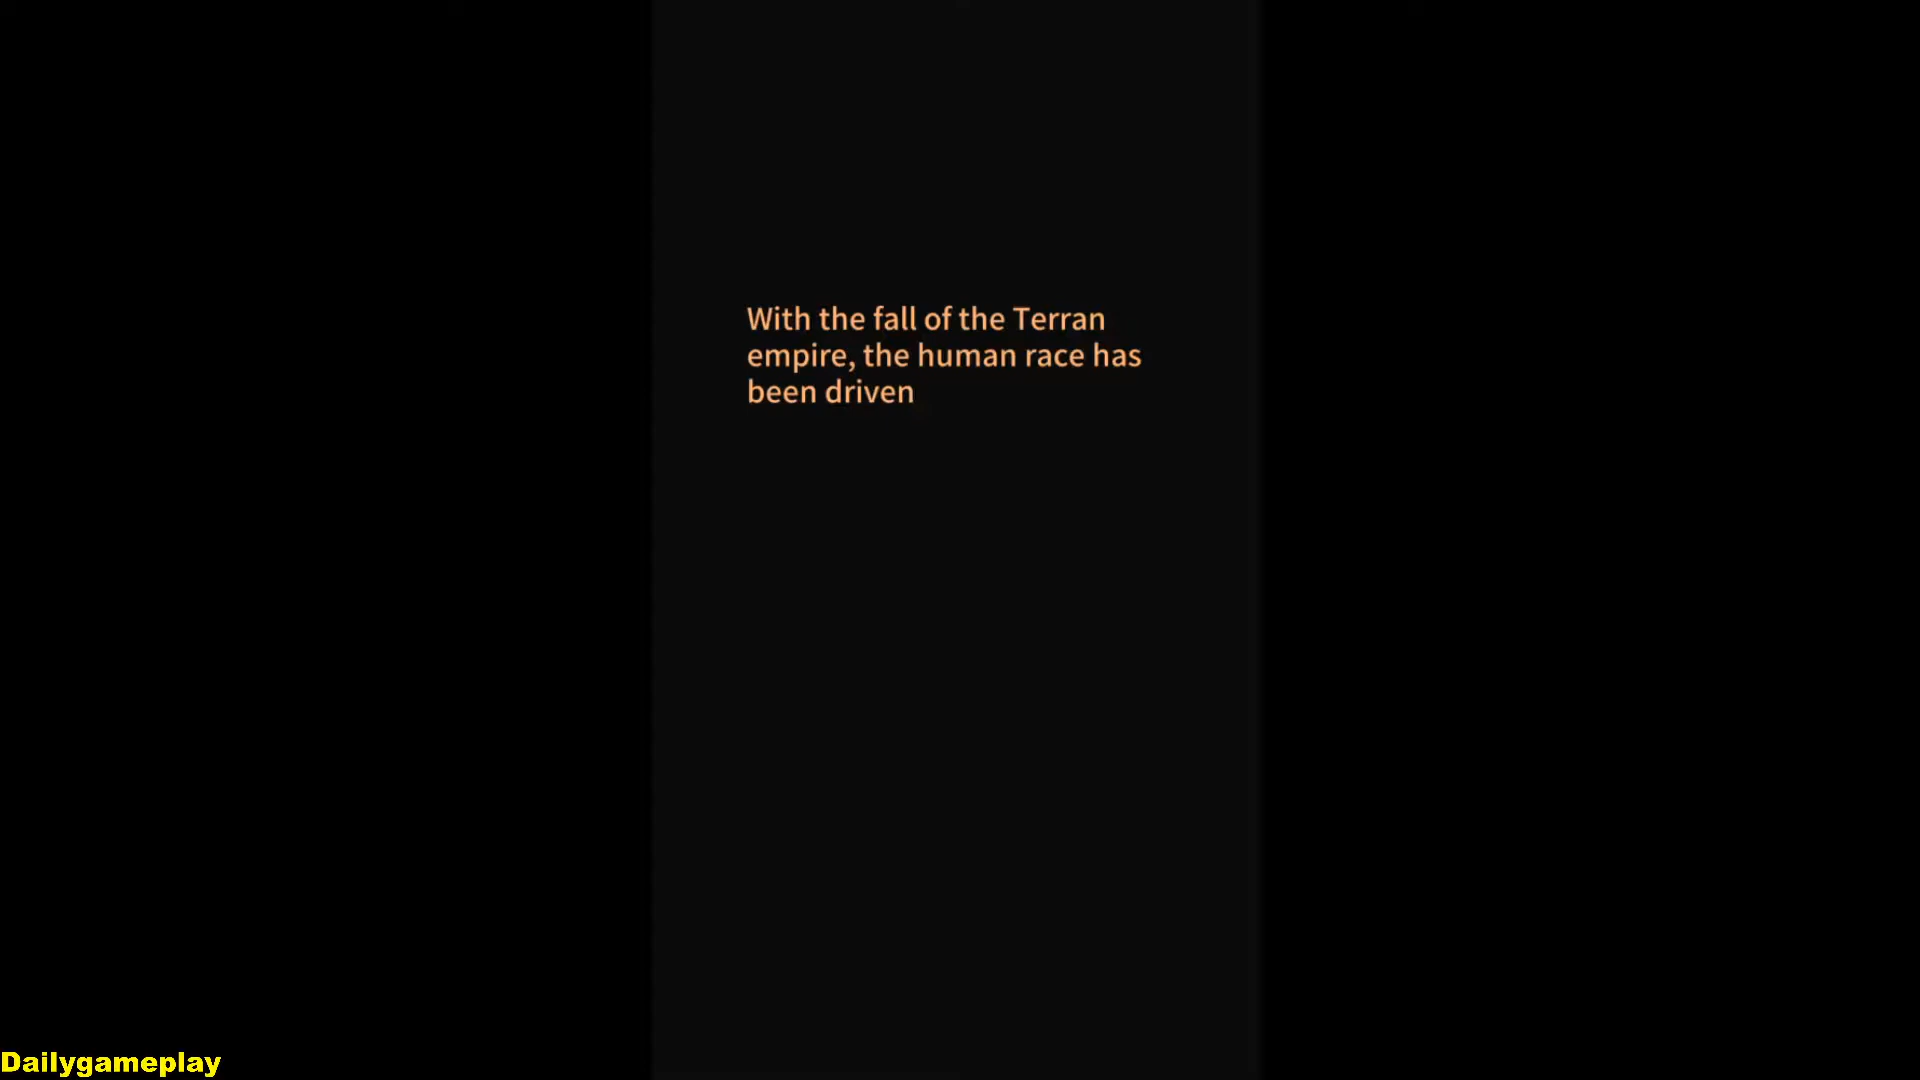 With the fall of the Terran
empire, the human race has
been driven
Dailygameplay